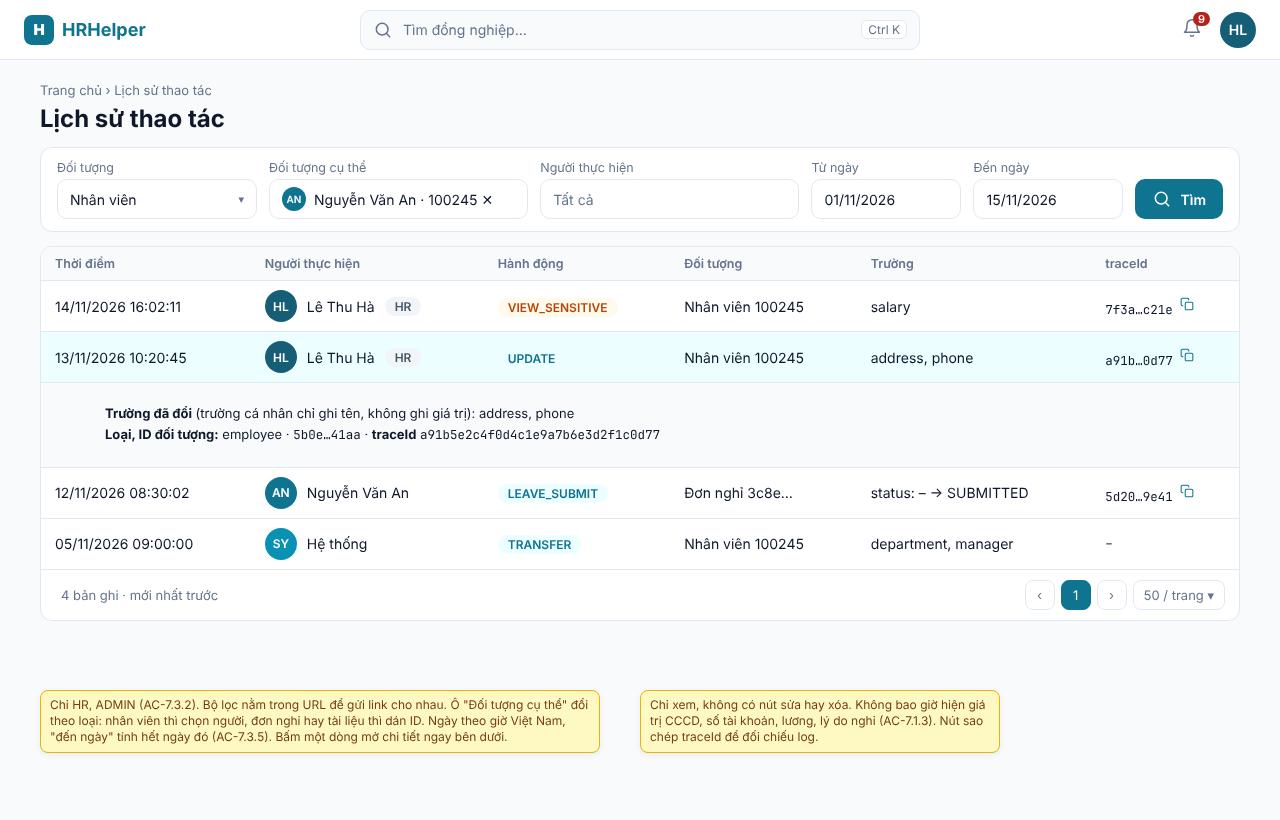 H HRHelper
Tìm đồng nghiệp...
Ctrl K
9
HL
Trang chủ › Lịch sử thao tác
Lịch sử thao tác
Đối tượng
Đối tượng cụ thể
Người thực hiện
Từ ngày
Đến ngày
Nhân viên ▾
AN Nguyễn Văn An · 100245 ✕
Tất cả
01/11/2026
15/11/2026
Tìm
Thời điểm Người thực hiện Hành động Đối tượng Trường traceId
14/11/2026 16:02:11 HL Lê Thu Hà HR VIEW_SENSITIVE Nhân viên 100245 salary 7f3a…c21e
13/11/2026 10:20:45 HL Lê Thu Hà HR UPDATE Nhân viên 100245 address, phone a91b…0d77
Trường đã đổi (trường cá nhân chỉ ghi tên, không ghi giá trị): address, phone
Loại, ID đối tượng: employee · 5b0e…41aa · traceId a91b5e2c4f0d4c1e9a7b6e3d2f1c0d77
12/11/2026 08:30:02 AN Nguyễn Văn An LEAVE_SUBMIT Đơn nghỉ 3c8e... status: – → SUBMITTED 5d20…9e41
05/11/2026 09:00:00 SY Hệ thống TRANSFER Nhân viên 100245 department, manager –
4 bản ghi · mới nhất trước
‹ 1 › 50 / trang ▾
Chỉ HR, ADMIN (AC-7.3.2). Bộ lọc nằm trong URL để gửi link cho nhau. Ô "Đối tượng cụ thể" đổi
theo loại: nhân viên thì chọn người, đơn nghỉ hay tài liệu thì dán ID. Ngày theo giờ Việt Nam,
"đến ngày" tính hết ngày đó (AC-7.3.5). Bấm một dòng mở chi tiết ngay bên dưới.
Chỉ xem, không có nút sửa hay xóa. Không bao giờ hiện giá
trị CCCD, số tài khoản, lương, lý do nghỉ (AC-7.1.3). Nút sao
chép traceId để đối chiếu log.